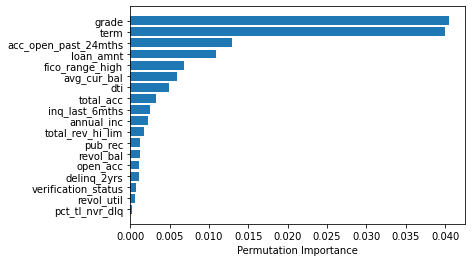 grade
term
acc_open_past_24mths
loan_amnt
fico_range_high
avg_cur_bal
dti
total_acc
inq_last_6mths
annual_inc
total_rev_hi_lim
pub_rec
revol_bal
open_acc
delinq_2yrs
verification_status
revol_util
pct_tl_nvr_dlq
0.000 0.005 0.010 0.015 0.020 0.025 0.030 0.035 0.040
Permutation Importance